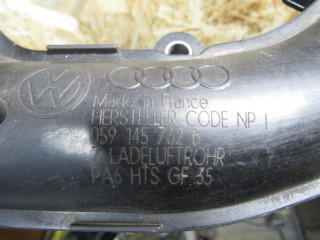 Made in France
HERSTELLER CODE NP I
059 145 762 B
LADELUFTROHR
PA6 HTS GF 35